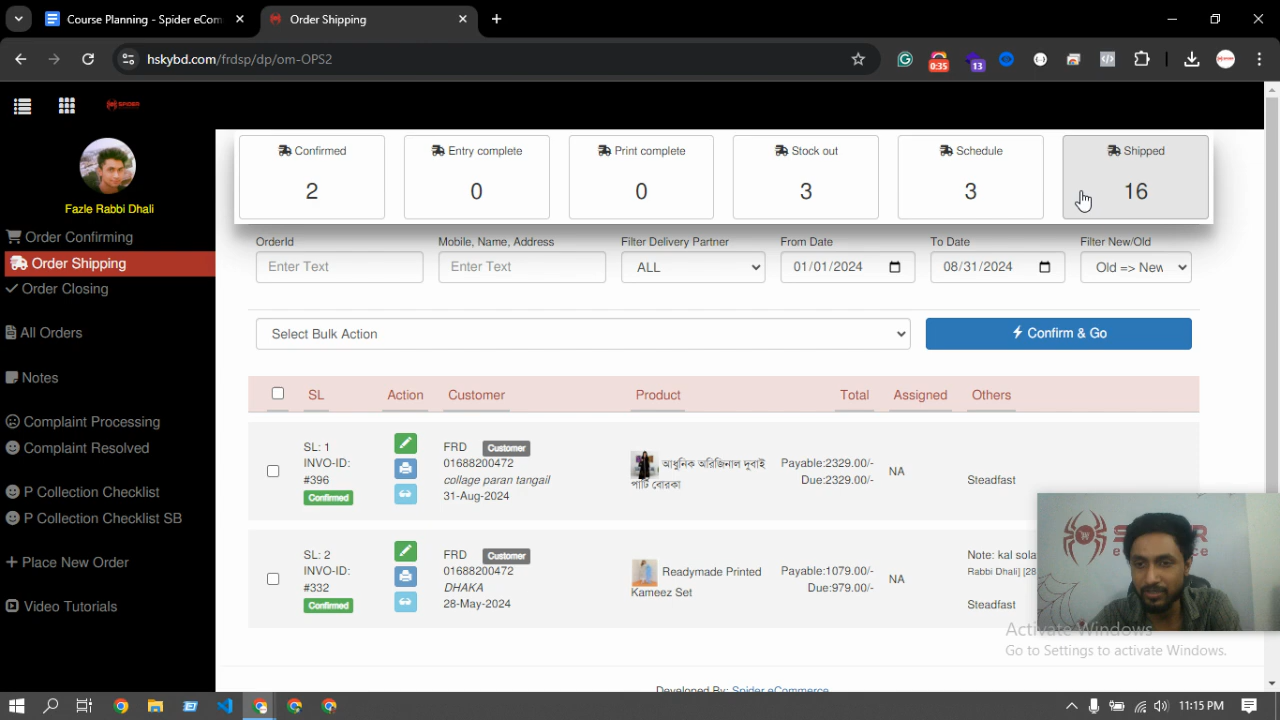 Course Planning - Spider eCom
Order Shipping
hskybd.com/frdsp/dp/om-OPS2
0:35
13
SPIDER
Fazle Rabbi Dhali
Order Confirming
Order Shipping
Order Closing
All Orders
Notes
Complaint Processing
Complaint Resolved
P Collection Checklist
P Collection Checklist SB
Place New Order
Video Tutorials
Confirmed
2
Entry complete
0
Print complete
0
Stock out
3
Schedule
3
Shipped
16
OrderId
Mobile, Name, Address
Filter Delivery Partner
From Date
To Date
Filter New/Old
Enter Text
Enter Text
ALL
01/01/2024
08/31/2024
Old => New
Select Bulk Action
Confirm & Go
SL Action Customer Product Total Assigned Others
SL: 1
INVO-ID:
#396
Confirmed
FRD Customer
01688200472
collage paran tangail
31-Aug-2024
আধুনিক অরিজিনাল দুবাই
পার্টি বোরকা
Payable:2329.00/-
Due:2329.00/-
NA
Steadfast
SL: 2
INVO-ID:
#332
Confirmed
FRD Customer
01688200472
DHAKA
28-May-2024
Readymade Printed
Kameez Set
Payable:1079.00/-
Due:979.00/-
NA
Note: kal sola
Rabbi Dhali] [28
Steadfast
SPIDER
Activate Windows
Go to Settings to activate Windows.
Developed By: Spider eCommerce
11:15 PM